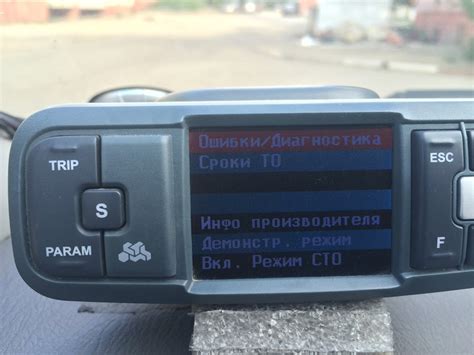 TRIP
S
PARAM
Ошибки/Диагностика
Сроки ТО
Инфо производителя
Демонстр. режим
Вкл. Режим СТО
ESC
F